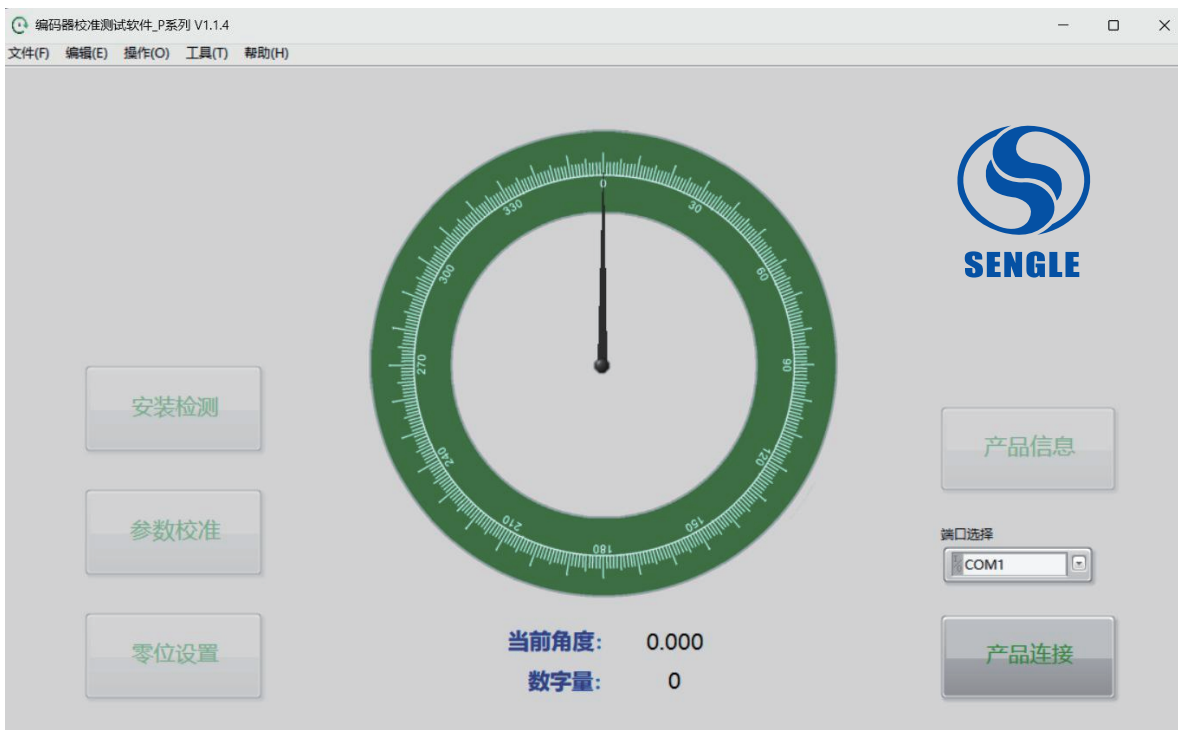 编码器校准测试软件_P系列 V1.1.4
文件(F) 编辑(E) 操作(O) 工具(T) 帮助(H)
0
30
60
90
120
150
180
210
240
270
300
330
SENGLE
安装检测
参数校准
零位设置
产品信息
端口选择
COM1
产品连接
当前角度: 0.000
数字量: 0